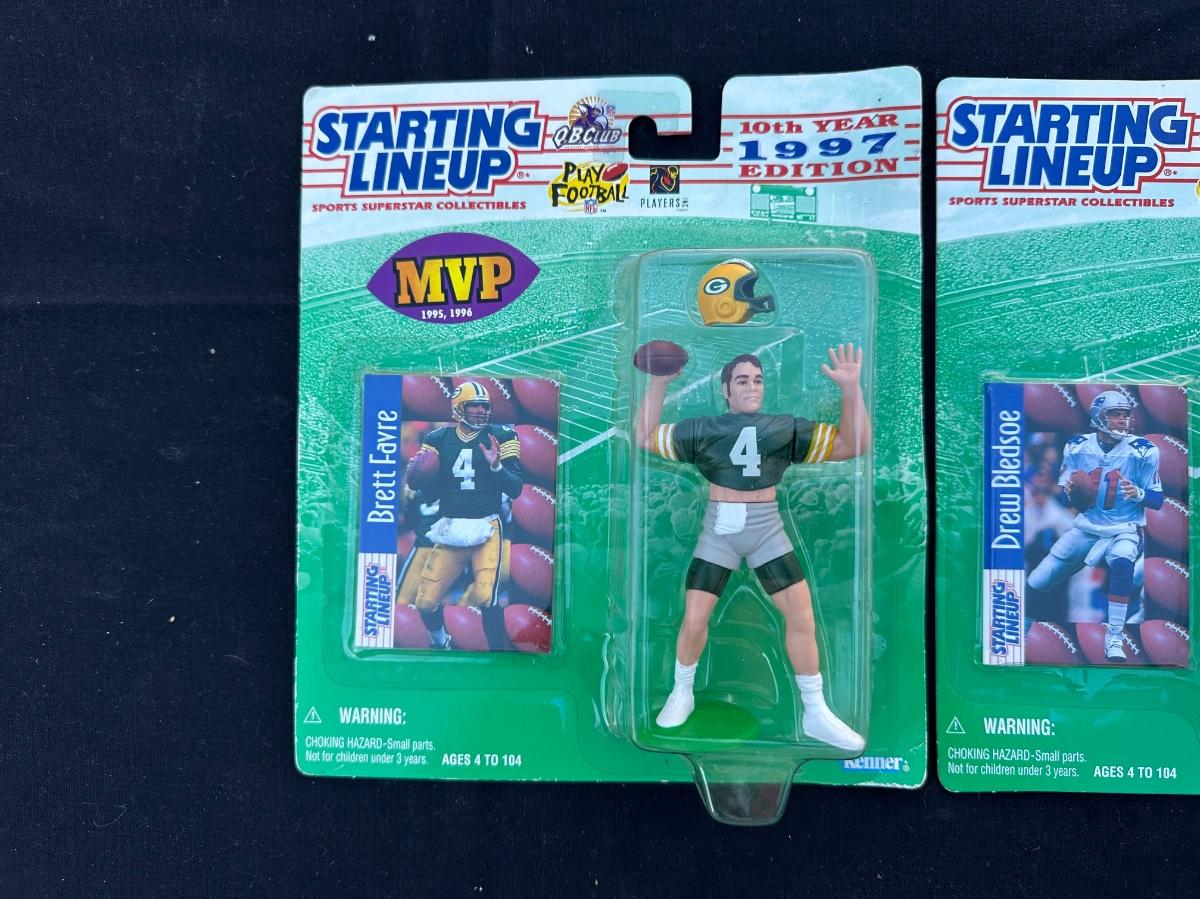 STARTING
LINEUP®*
SPORTS SUPERSTAR COLLECTIBLES
QB CLUB
PLAY
FOOTBALL
NFL ™
PLAYERS INC
10th YEAR
1997
EDITION
MVP
1995, 1996
Brett Favre
STARTING
LINEUP
4
G
4
WARNING:
CHOKING HAZARD-Small parts.
Not for children under 3 years. AGES 4 TO 104
Kenner®
STARTING
LINEUP®*
SPORTS SUPERSTAR COLLECTIBLES
Drew Bledsoe
STARTING
LINEUP
11
WARNING:
CHOKING HAZARD-Small parts.
Not for children under 3 years. AGES 4 TO 104